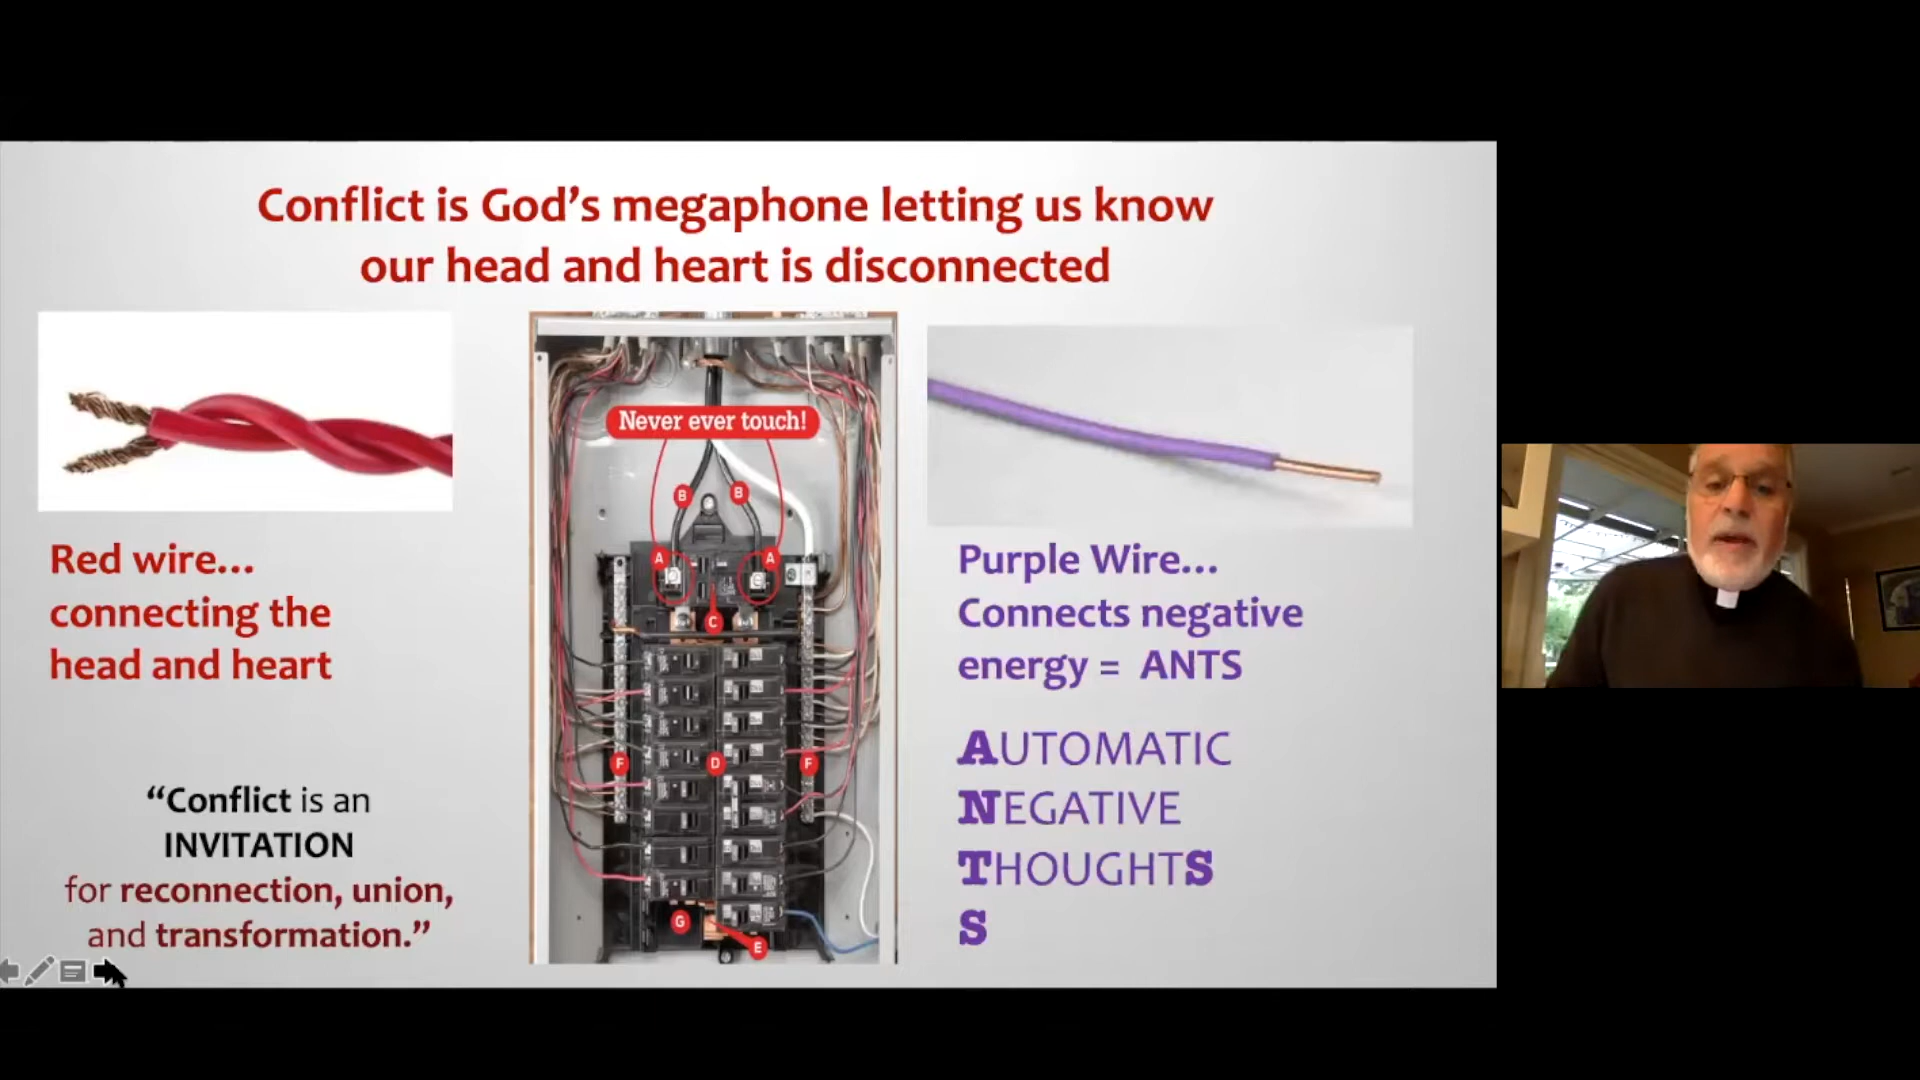 Conflict is God’s megaphone letting us know
our head and heart is disconnected
Red wire...
connecting the
head and heart
“Conflict is an
INVITATION
for reconnection, union,
and transformation.”
Never ever touch!
B
B
A
A
C
F
D
F
G
E
Purple Wire...
Connects negative
energy = ANTS
AUTOMATIC
NEGATIVE
THOUGHTS
S